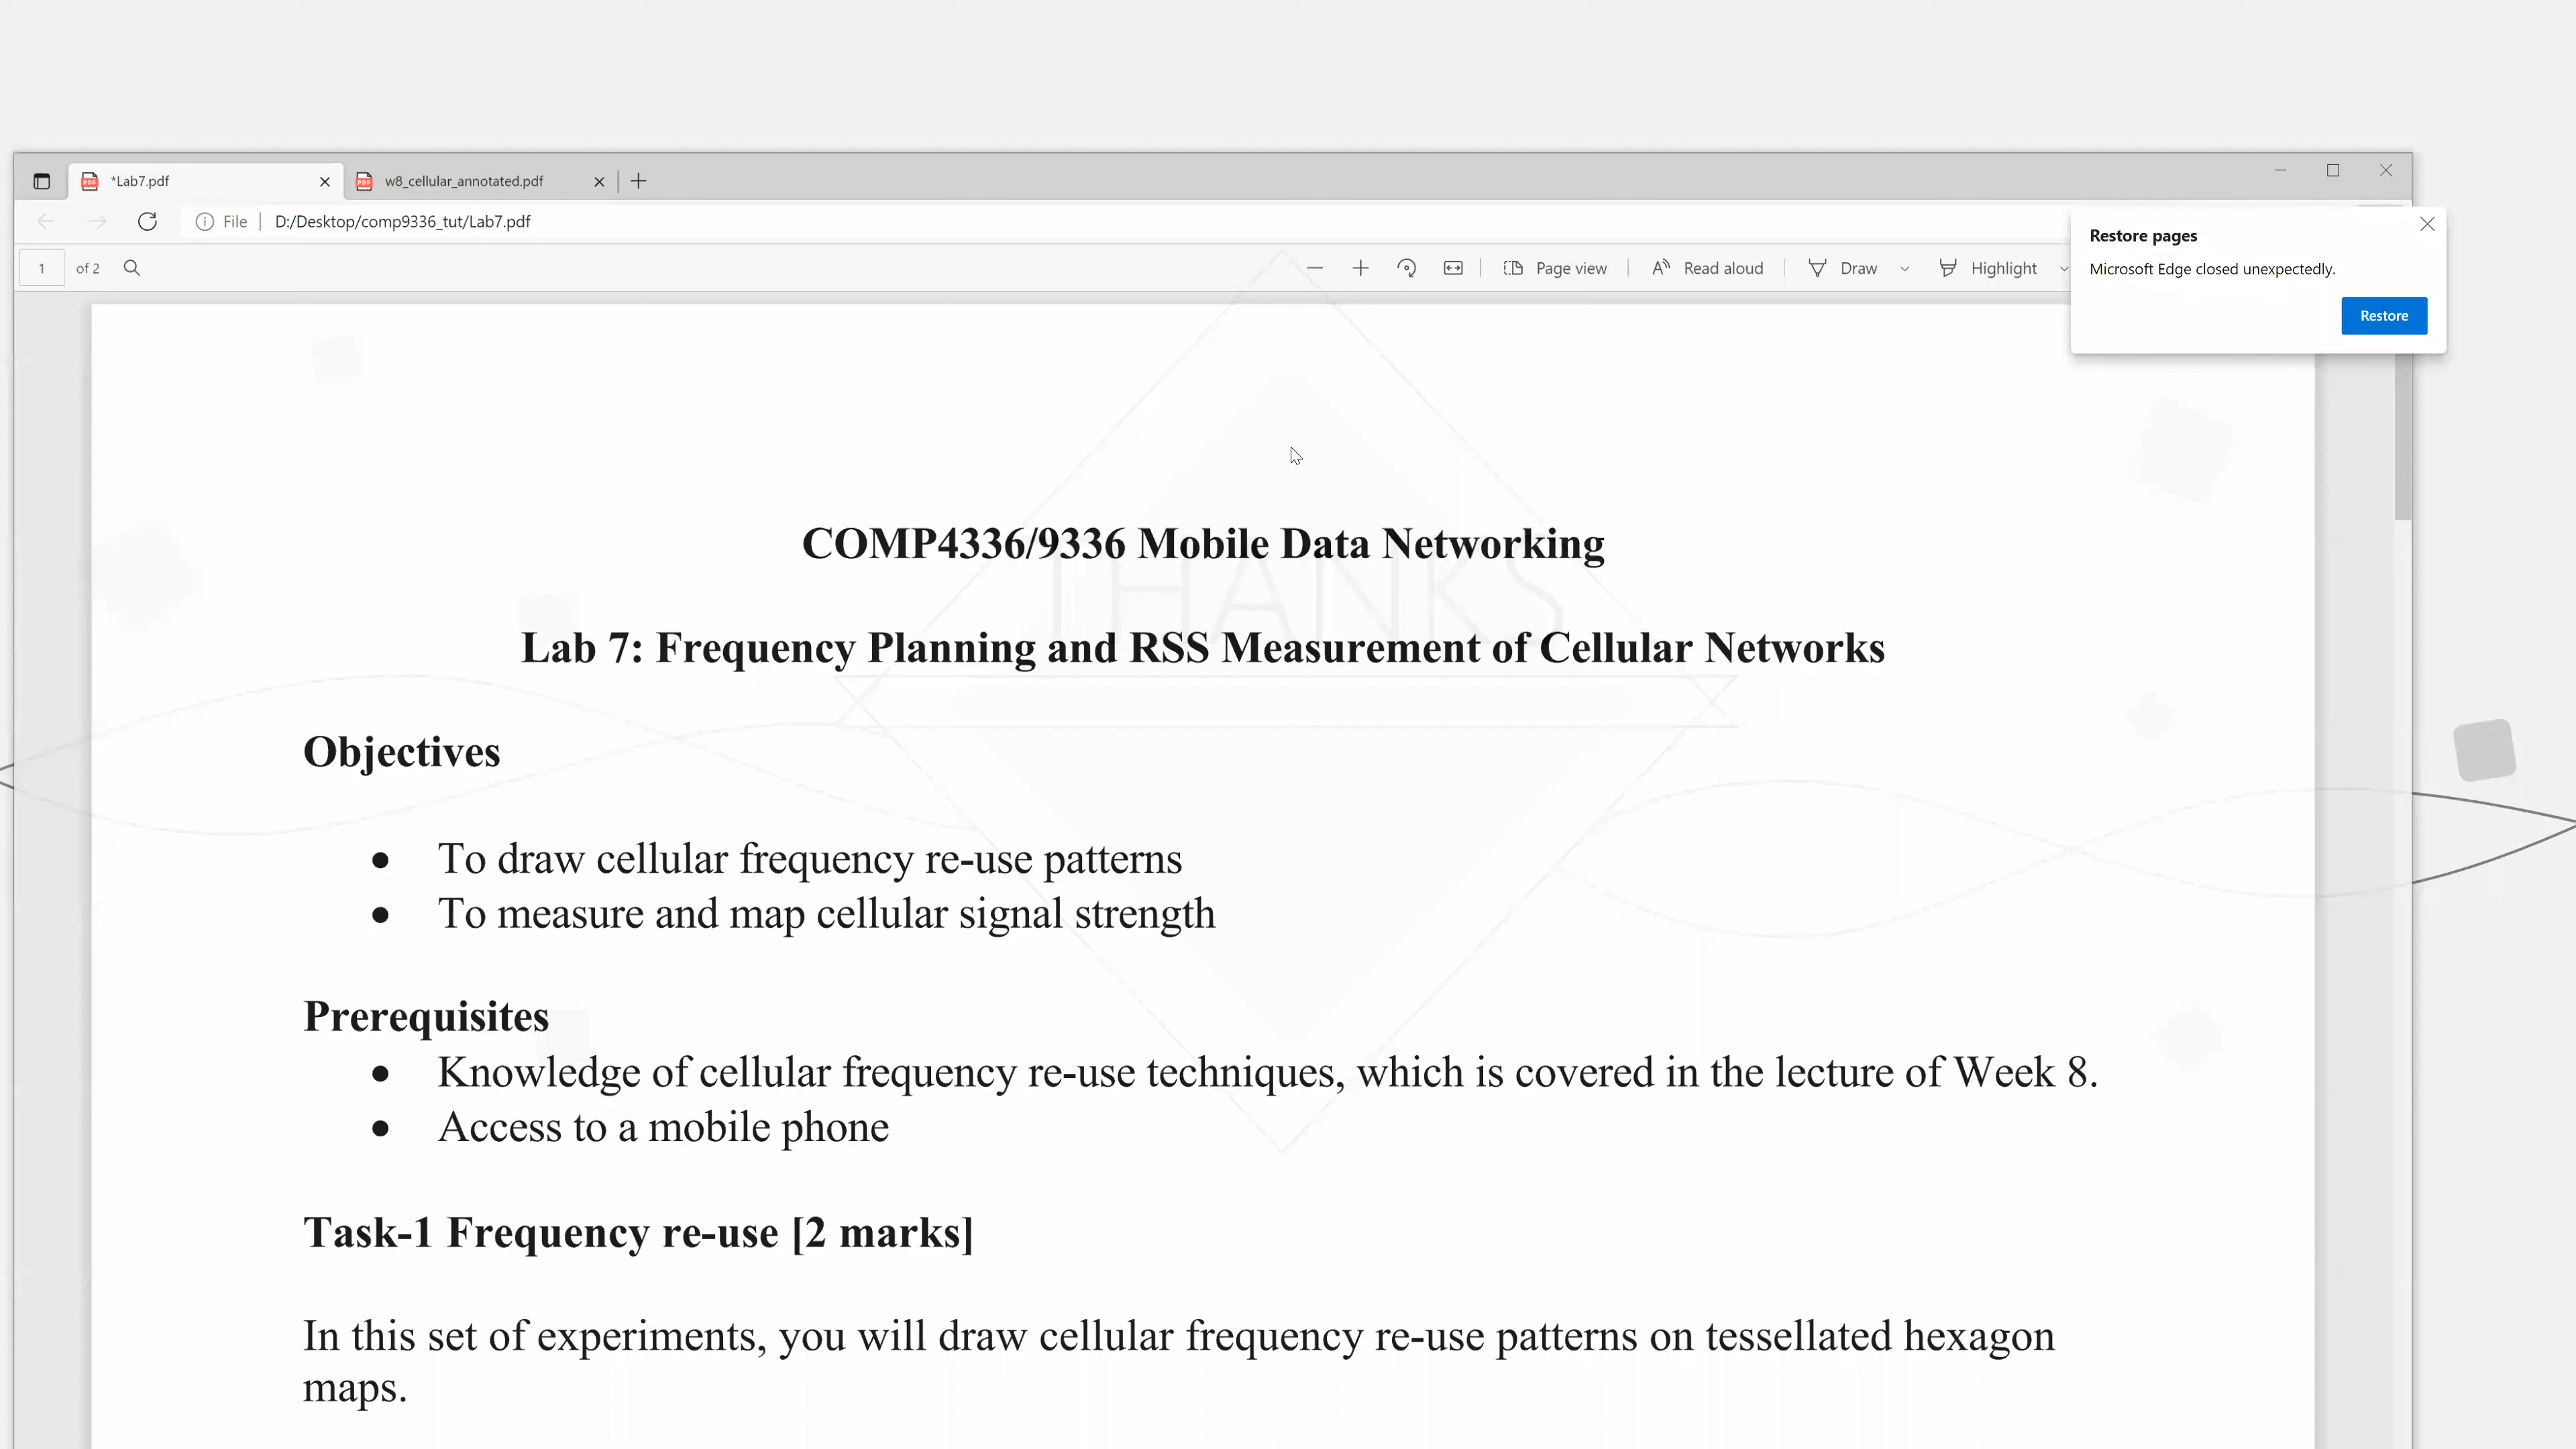 *Lab7.pdf
w8_cellular_annotated.pdf
File
D:/Desktop/comp9336_tut/Lab7.pdf
1
of 2
Page view
Read aloud
Draw
Highlight
Restore pages
Microsoft Edge closed unexpectedly.
Restore
COMP4336/9336 Mobile Data Networking
THANKS
Lab 7: Frequency Planning and RSS Measurement of Cellular Networks
Objectives
● To draw cellular frequency re-use patterns
● To measure and map cellular signal strength
Prerequisites
● Knowledge of cellular frequency re-use techniques, which is covered in the lecture of Week 8.
● Access to a mobile phone
Task-1 Frequency re-use [2 marks]
In this set of experiments, you will draw cellular frequency re-use patterns on tessellated hexagon
maps.